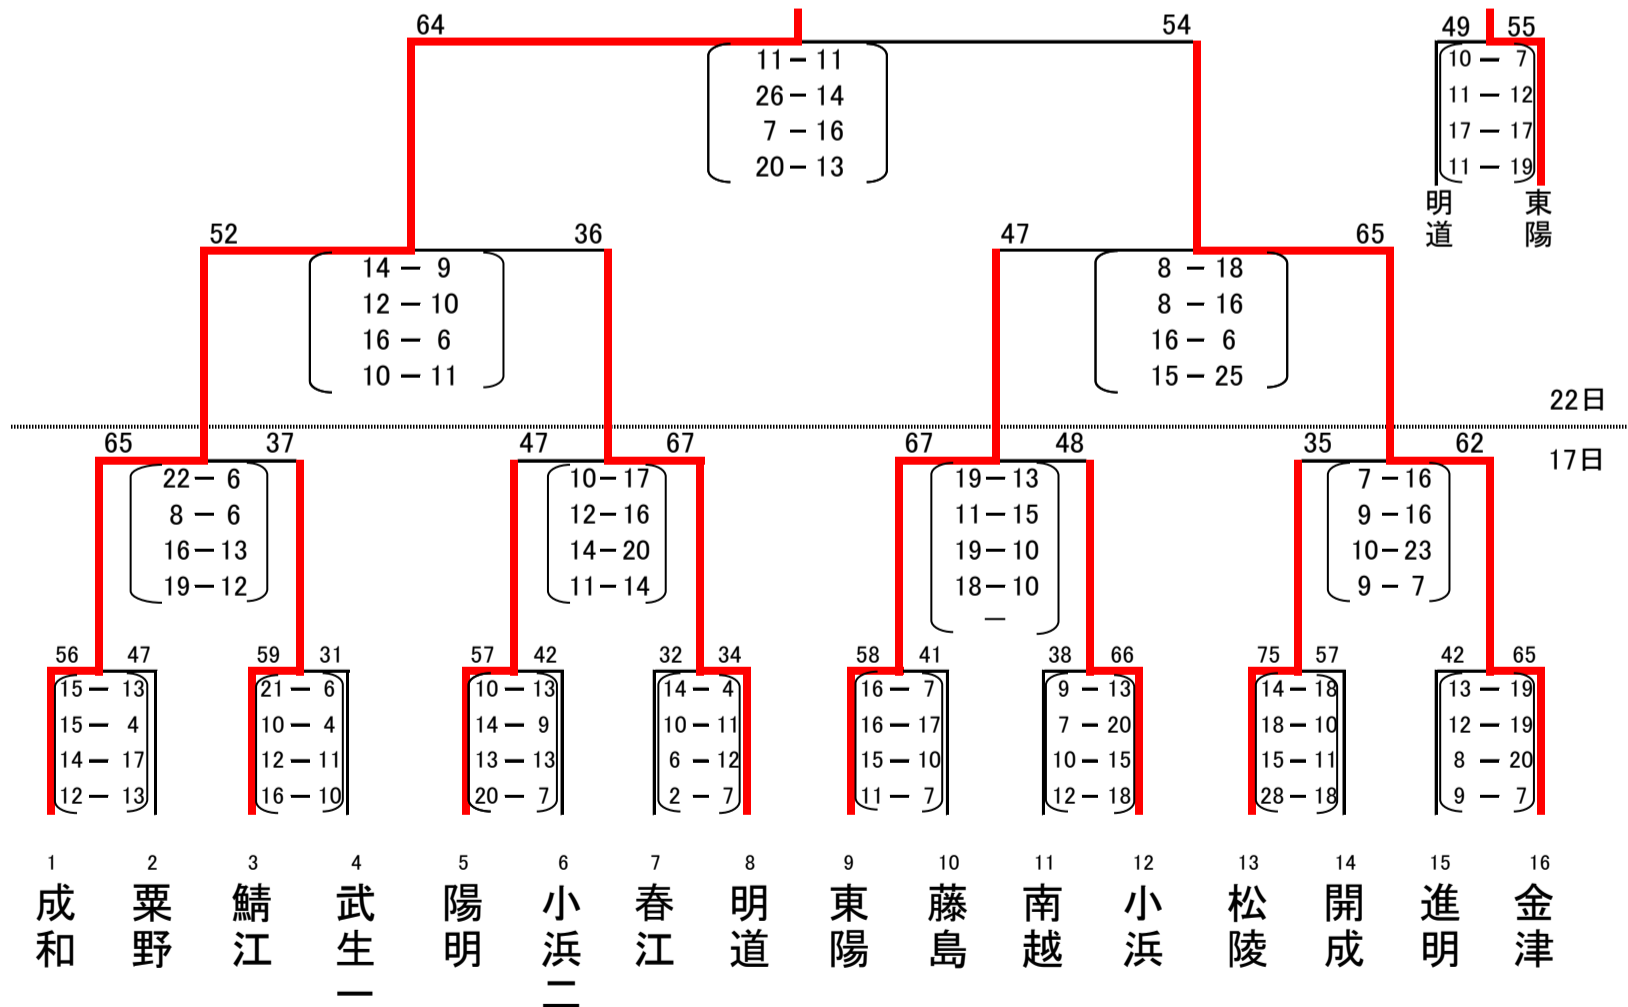 64 54 49 55
11 － 11 10 － 7
26 － 14 11 － 12
7 － 16 17 － 17
20 － 13 11 － 19
明道 東陽
52 36 47 65
14 － 9 8 － 18
12 － 10 8 － 16
16 － 6 16 － 6
10 － 11 15 － 25
22日
65 37 47 67 67 48 35 62
17日
22 － 6 10 － 17 19 － 13 7 － 16
8 － 6 12 － 16 11 － 15 9 － 16
16 － 13 14 － 20 19 － 10 10 － 23
19 － 12 11 － 14 18 － 10 9 － 7
－
56 47 59 31 57 42 32 34 58 41 38 66 75 57 42 65
15 － 13 21 － 6 10 － 13 14 － 4 16 － 7 9 － 13 14 － 18 13 － 19
15 － 4 10 － 4 14 － 9 10 － 11 16 － 17 7 － 20 18 － 10 12 － 19
14 － 17 12 － 11 13 － 13 6 － 12 15 － 10 10 － 15 15 － 11 8 － 20
12 － 13 16 － 10 20 － 7 2 － 7 11 － 7 12 － 18 28 － 18 9 － 7
1 2 3 4 5 6 7 8 9 10 11 12 13 14 15 16
成和 粟野 鯖江 武生一 陽明 小浜二 春江 明道 東陽 藤島 南越 小浜 松陵 開成 進明 金津